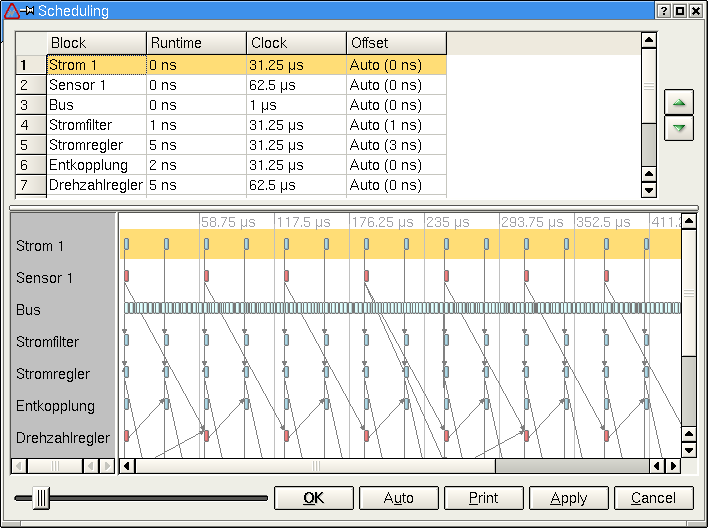 Scheduling
Block Runtime Clock Offset
1 Strom 1 0 ns 31.25 µs Auto (0 ns)
2 Sensor 1 0 ns 62.5 µs Auto (0 ns)
3 Bus 0 ns 1 µs Auto (0 ns)
4 Stromfilter 1 ns 31.25 µs Auto (1 ns)
5 Stromregler 5 ns 31.25 µs Auto (3 ns)
6 Entkopplung 2 ns 31.25 µs Auto (0 ns)
7 Drehzahlregler 5 ns 62.5 µs Auto (0 ns)
58.75 µs 117.5 µs 176.25 µs 235 µs 293.75 µs 352.5 µs
Strom 1
Sensor 1
Bus
Stromfilter
Stromregler
Entkopplung
Drehzahlregler
OK Auto Print Apply Cancel